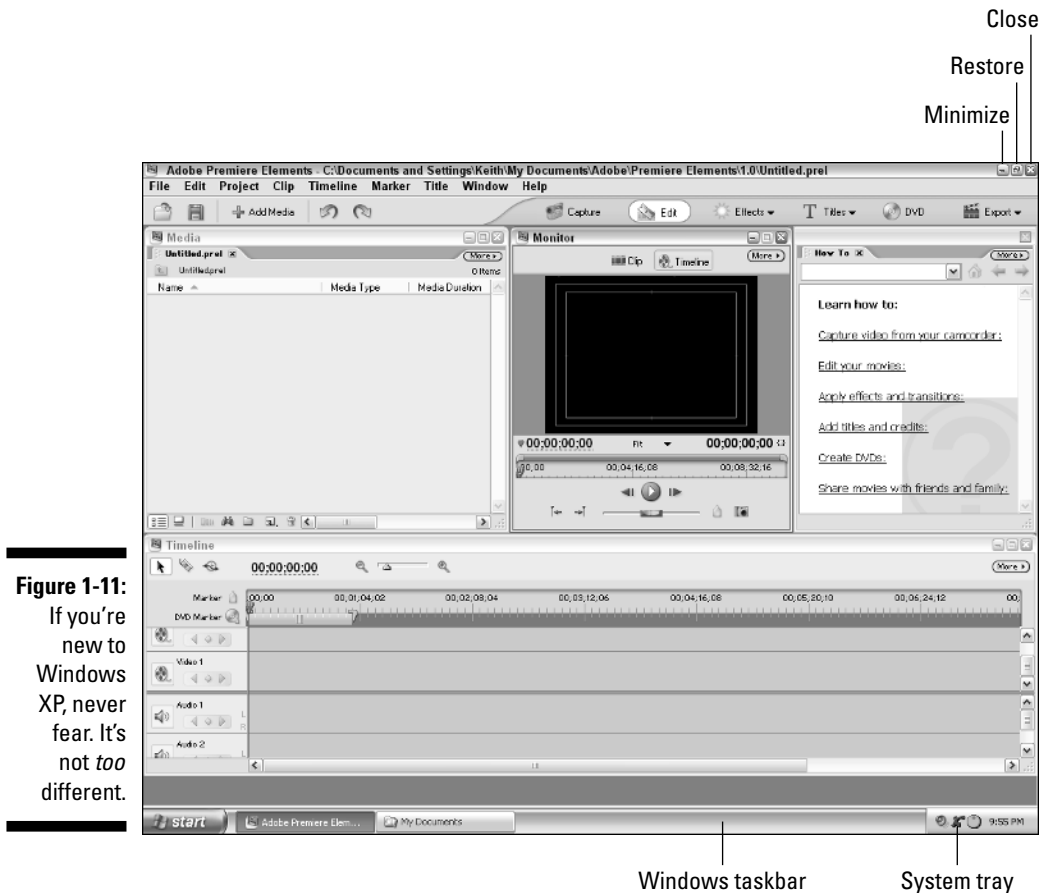 Close
Restore
Minimize
Adobe Premiere Elements - C:\Documents and Settings\Keith\My Documents\Adobe\Premiere Elements\1.0\Untitled.prel
File Edit Project Clip Timeline Marker Title Window Help
Add Media Capture Edit Effects T Titles DVD Export
Media
Untitled.prel More
Untitled.prel 0 Items
Name Media Type Media Duration
Monitor
Clip Timeline More
00;00;00;00 Fit 00;00;00;00
00;00 00;04;16;08 00;08;32;16
How To More
Learn how to:
Capture video from your camcorder:
Edit your movies:
Apply effects and transitions:
Add titles and credits:
Create DVDs:
Share movies with friends and family:
Timeline
00;00;00;00 More
Marker 00;00 00;01;04;02 00;02;08;04 00;03;12;06 00;04;16;08 00;05;20;10 00;06;24;12 00;
DVD Marker
Video 1
Audio 1
L
R
Audio 2
L
start Adobe Premiere Elem... My Documents 9:55 PM
Windows taskbar System tray
Figure 1-11:
If you're
new to
Windows
XP, never
fear. It's
not too
different.